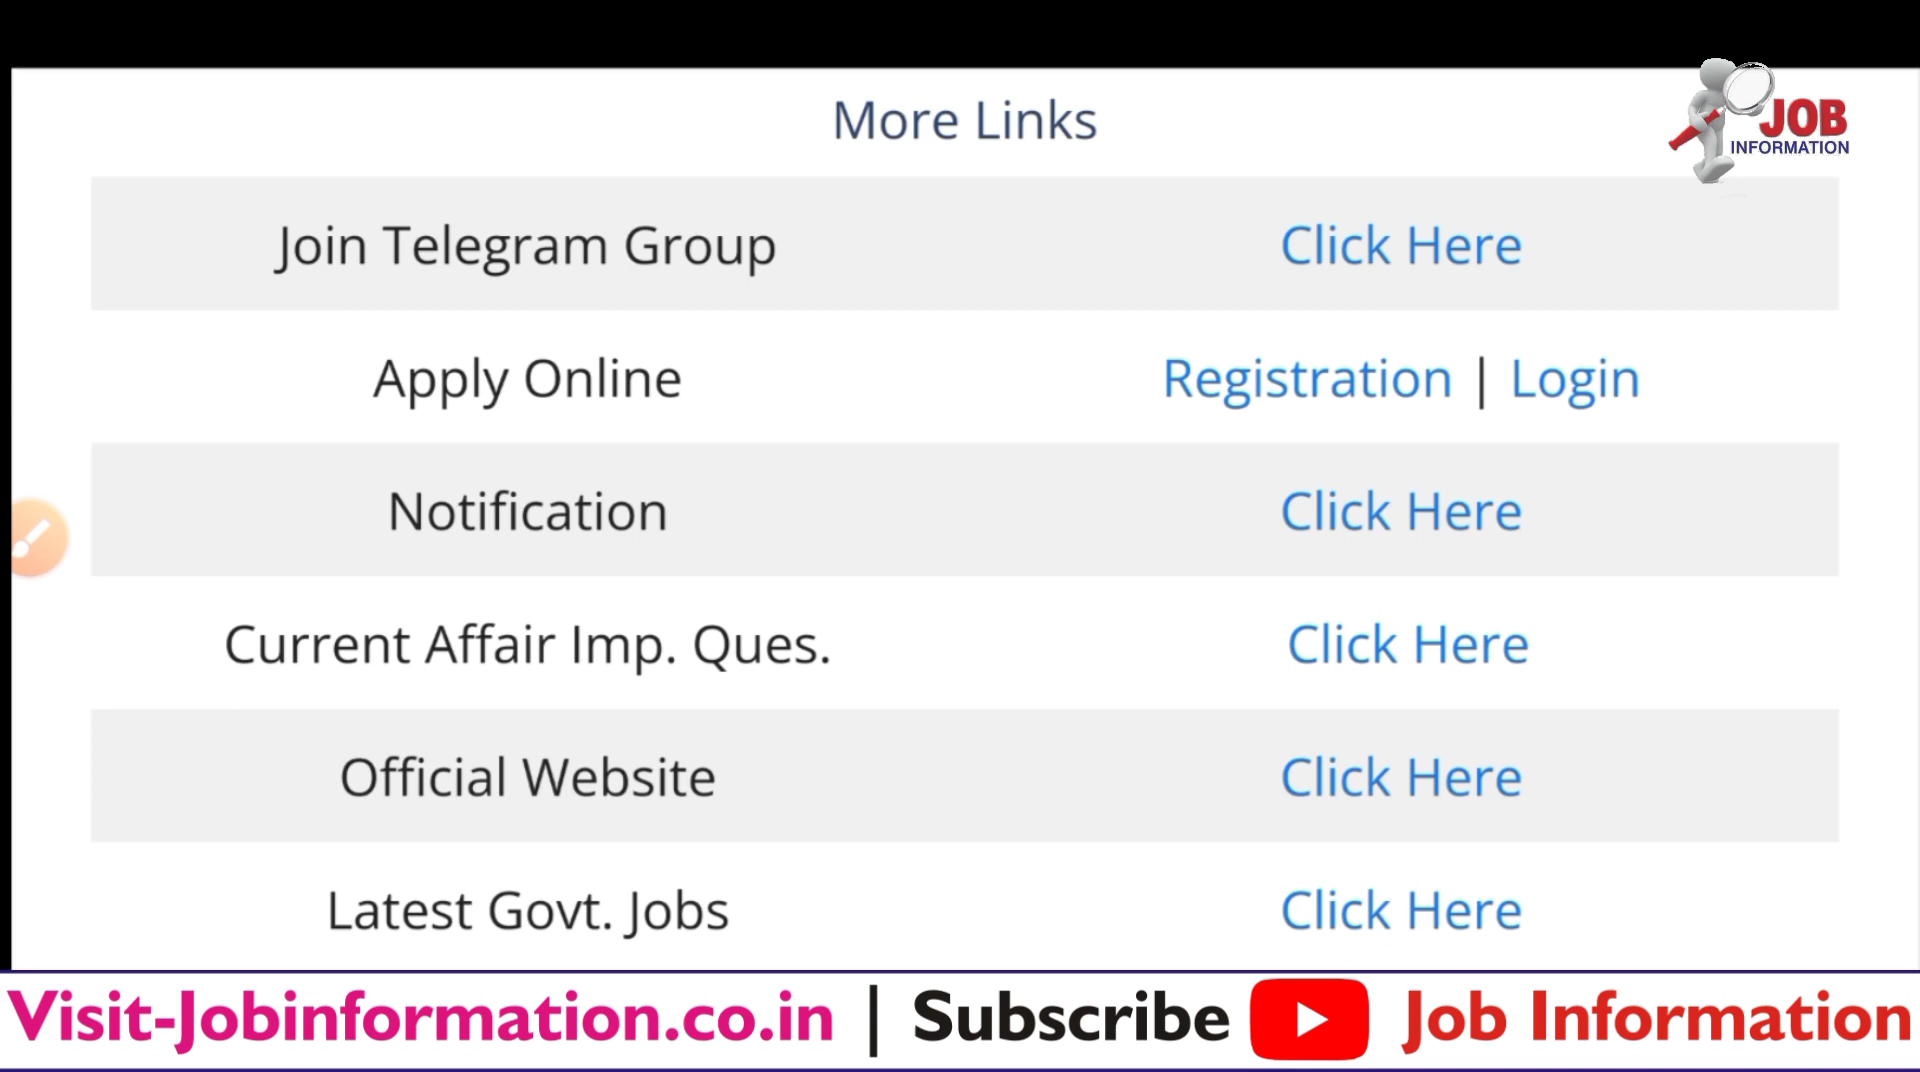 More Links
JOB
INFORMATION
Join Telegram Group Click Here
Apply Online Registration | Login
Notification Click Here
Current Affair Imp. Ques. Click Here
Official Website Click Here
Latest Govt. Jobs Click Here
Visit-Jobinformation.co.in | Subscribe Job Information